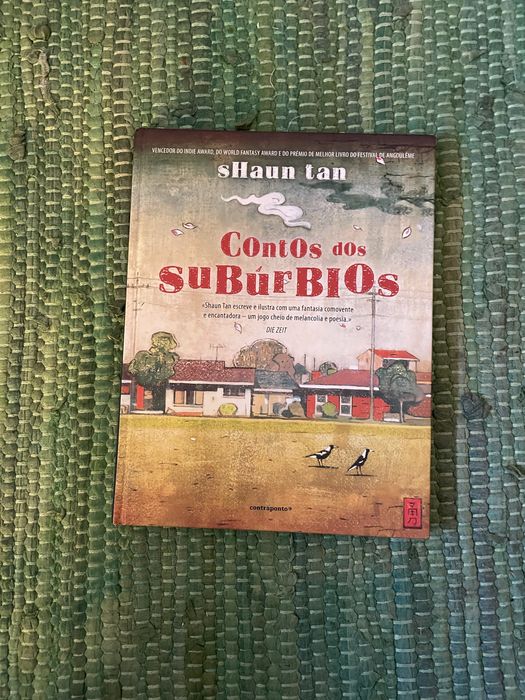 VENCEDOR DO INDIE AWARD, DO WORLD FANTASY AWARD E DO PRÉMIO DE MELHOR LIVRO DO FESTIVAL DE ANGOULÊME
sHaun tan
Contos dos
suBúrBIOs
«Shaun Tan escreve e ilustra com uma fantasia comovente
e encantadora – um jogo cheio de melancolia e poesia.»
DIE ZEIT
contraponto